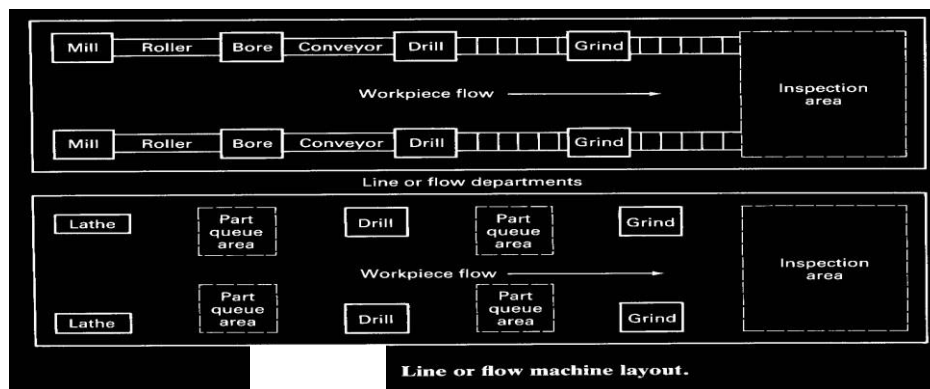 Mill Roller Bore Conveyor Drill Grind
Inspection
area
Workpiece flow
Mill Roller Bore Conveyor Drill Grind
Line or flow departments
Lathe
Part
queue
area
Drill
Part
queue
area
Grind
Inspection
area
Workpiece flow
Lathe
Part
queue
area
Drill
Part
queue
area
Grind
Line or flow machine layout.